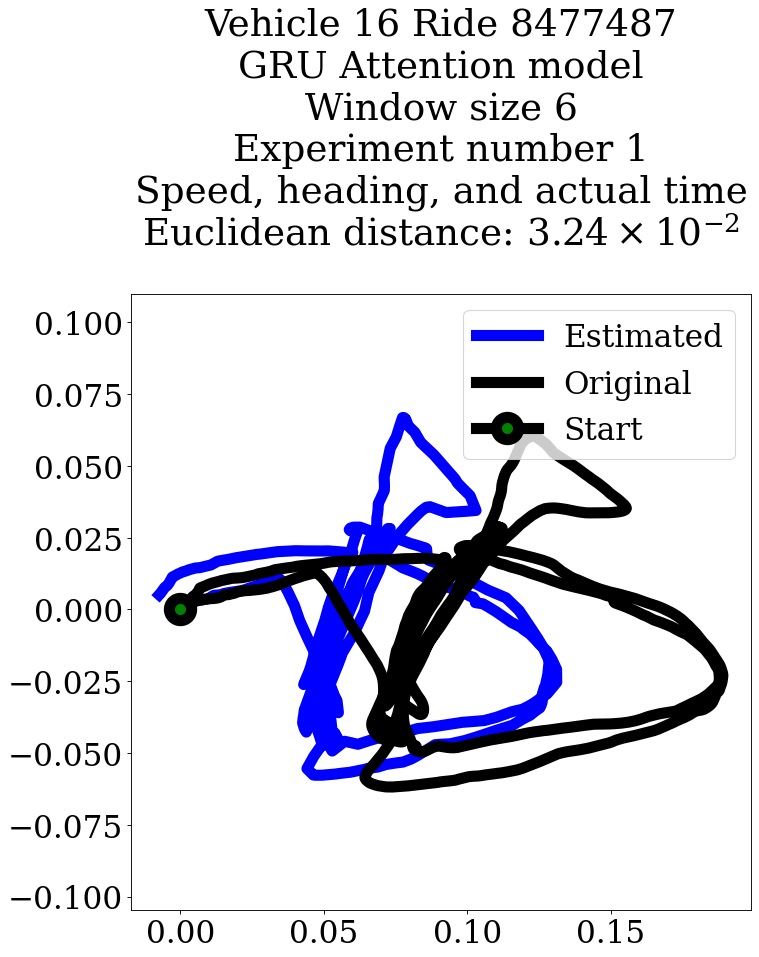 Vehicle 16 Ride 8477487
GRU Attention model
Window size 6
Experiment number 1
Speed, heading, and actual time
Euclidean distance: 3.24 × 10⁻²
Estimated
Original
Start
0.100
0.075
0.050
0.025
0.000
−0.025
−0.050
−0.075
−0.100
0.00 0.05 0.10 0.15